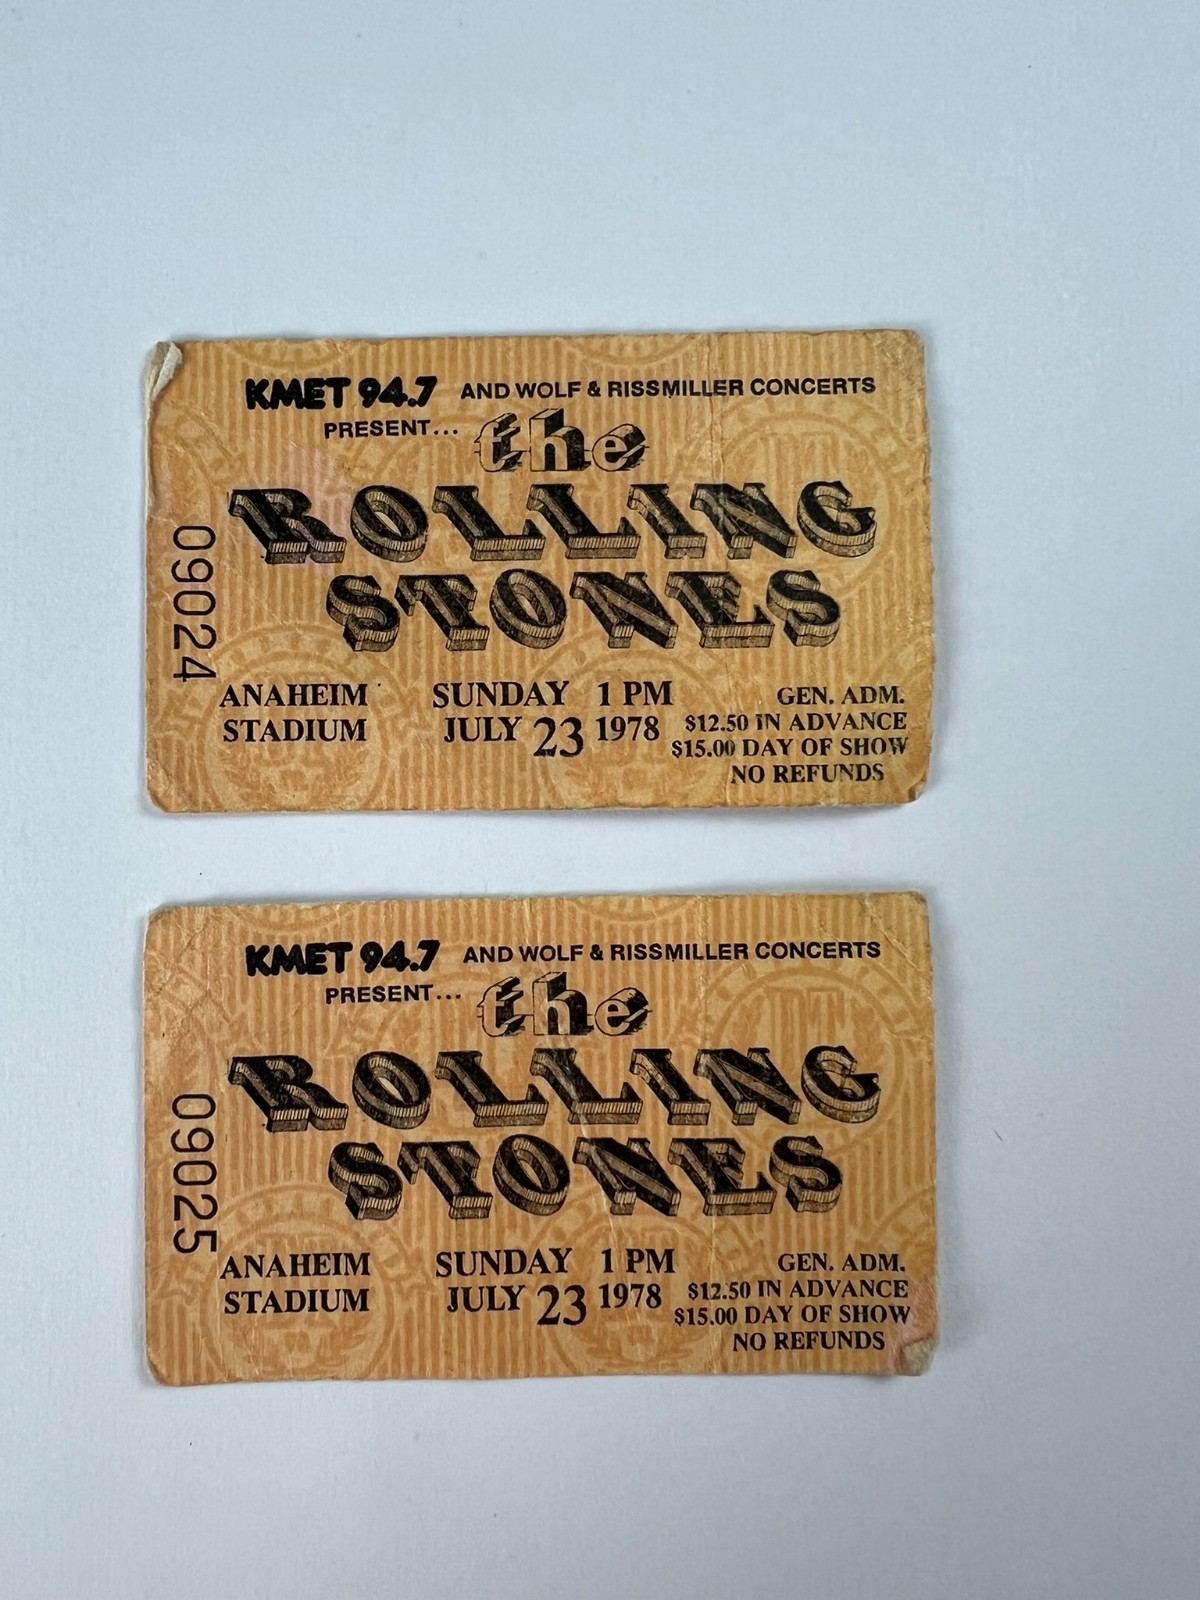 KMET 94.7 AND WOLF & RISSMILLER CONCERTS
PRESENT... the
ROLLING
STONES
09024
ANAHEIM SUNDAY 1 PM GEN. ADM.
STADIUM JULY 23 1978 $12.50 IN ADVANCE
$15.00 DAY OF SHOW
NO REFUNDS
KMET 94.7 AND WOLF & RISSMILLER CONCERTS
PRESENT... the
ROLLING
STONES
09025
ANAHEIM SUNDAY 1 PM GEN. ADM.
STADIUM JULY 23 1978 $12.50 IN ADVANCE
$15.00 DAY OF SHOW
NO REFUNDS